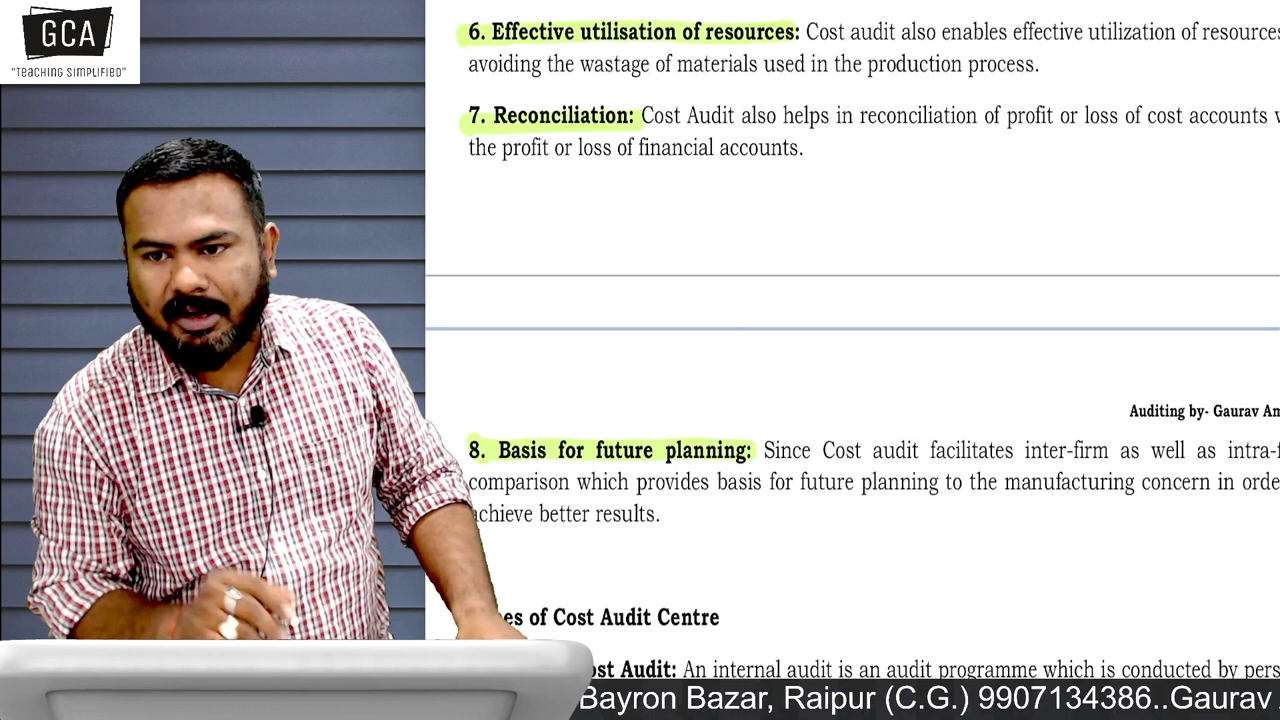 GCA
"TEACHING SIMPLIFIED"
6. Effective utilisation of resources: Cost audit also enables effective utilization of resources
avoiding the wastage of materials used in the production process.
7. Reconciliation: Cost Audit also helps in reconciliation of profit or loss of cost accounts
the profit or loss of financial accounts.
Auditing by- Gaurav
8. Basis for future planning: Since Cost audit facilitates inter-firm as well as
comparison which provides basis for future planning to the manufacturing concern in
achieve better results.
of Cost Audit Centre
Audit: An internal audit is an audit programme which is conducted by
Bayron Bazar, Raipur (C.G.) 9907134386..Gaurav